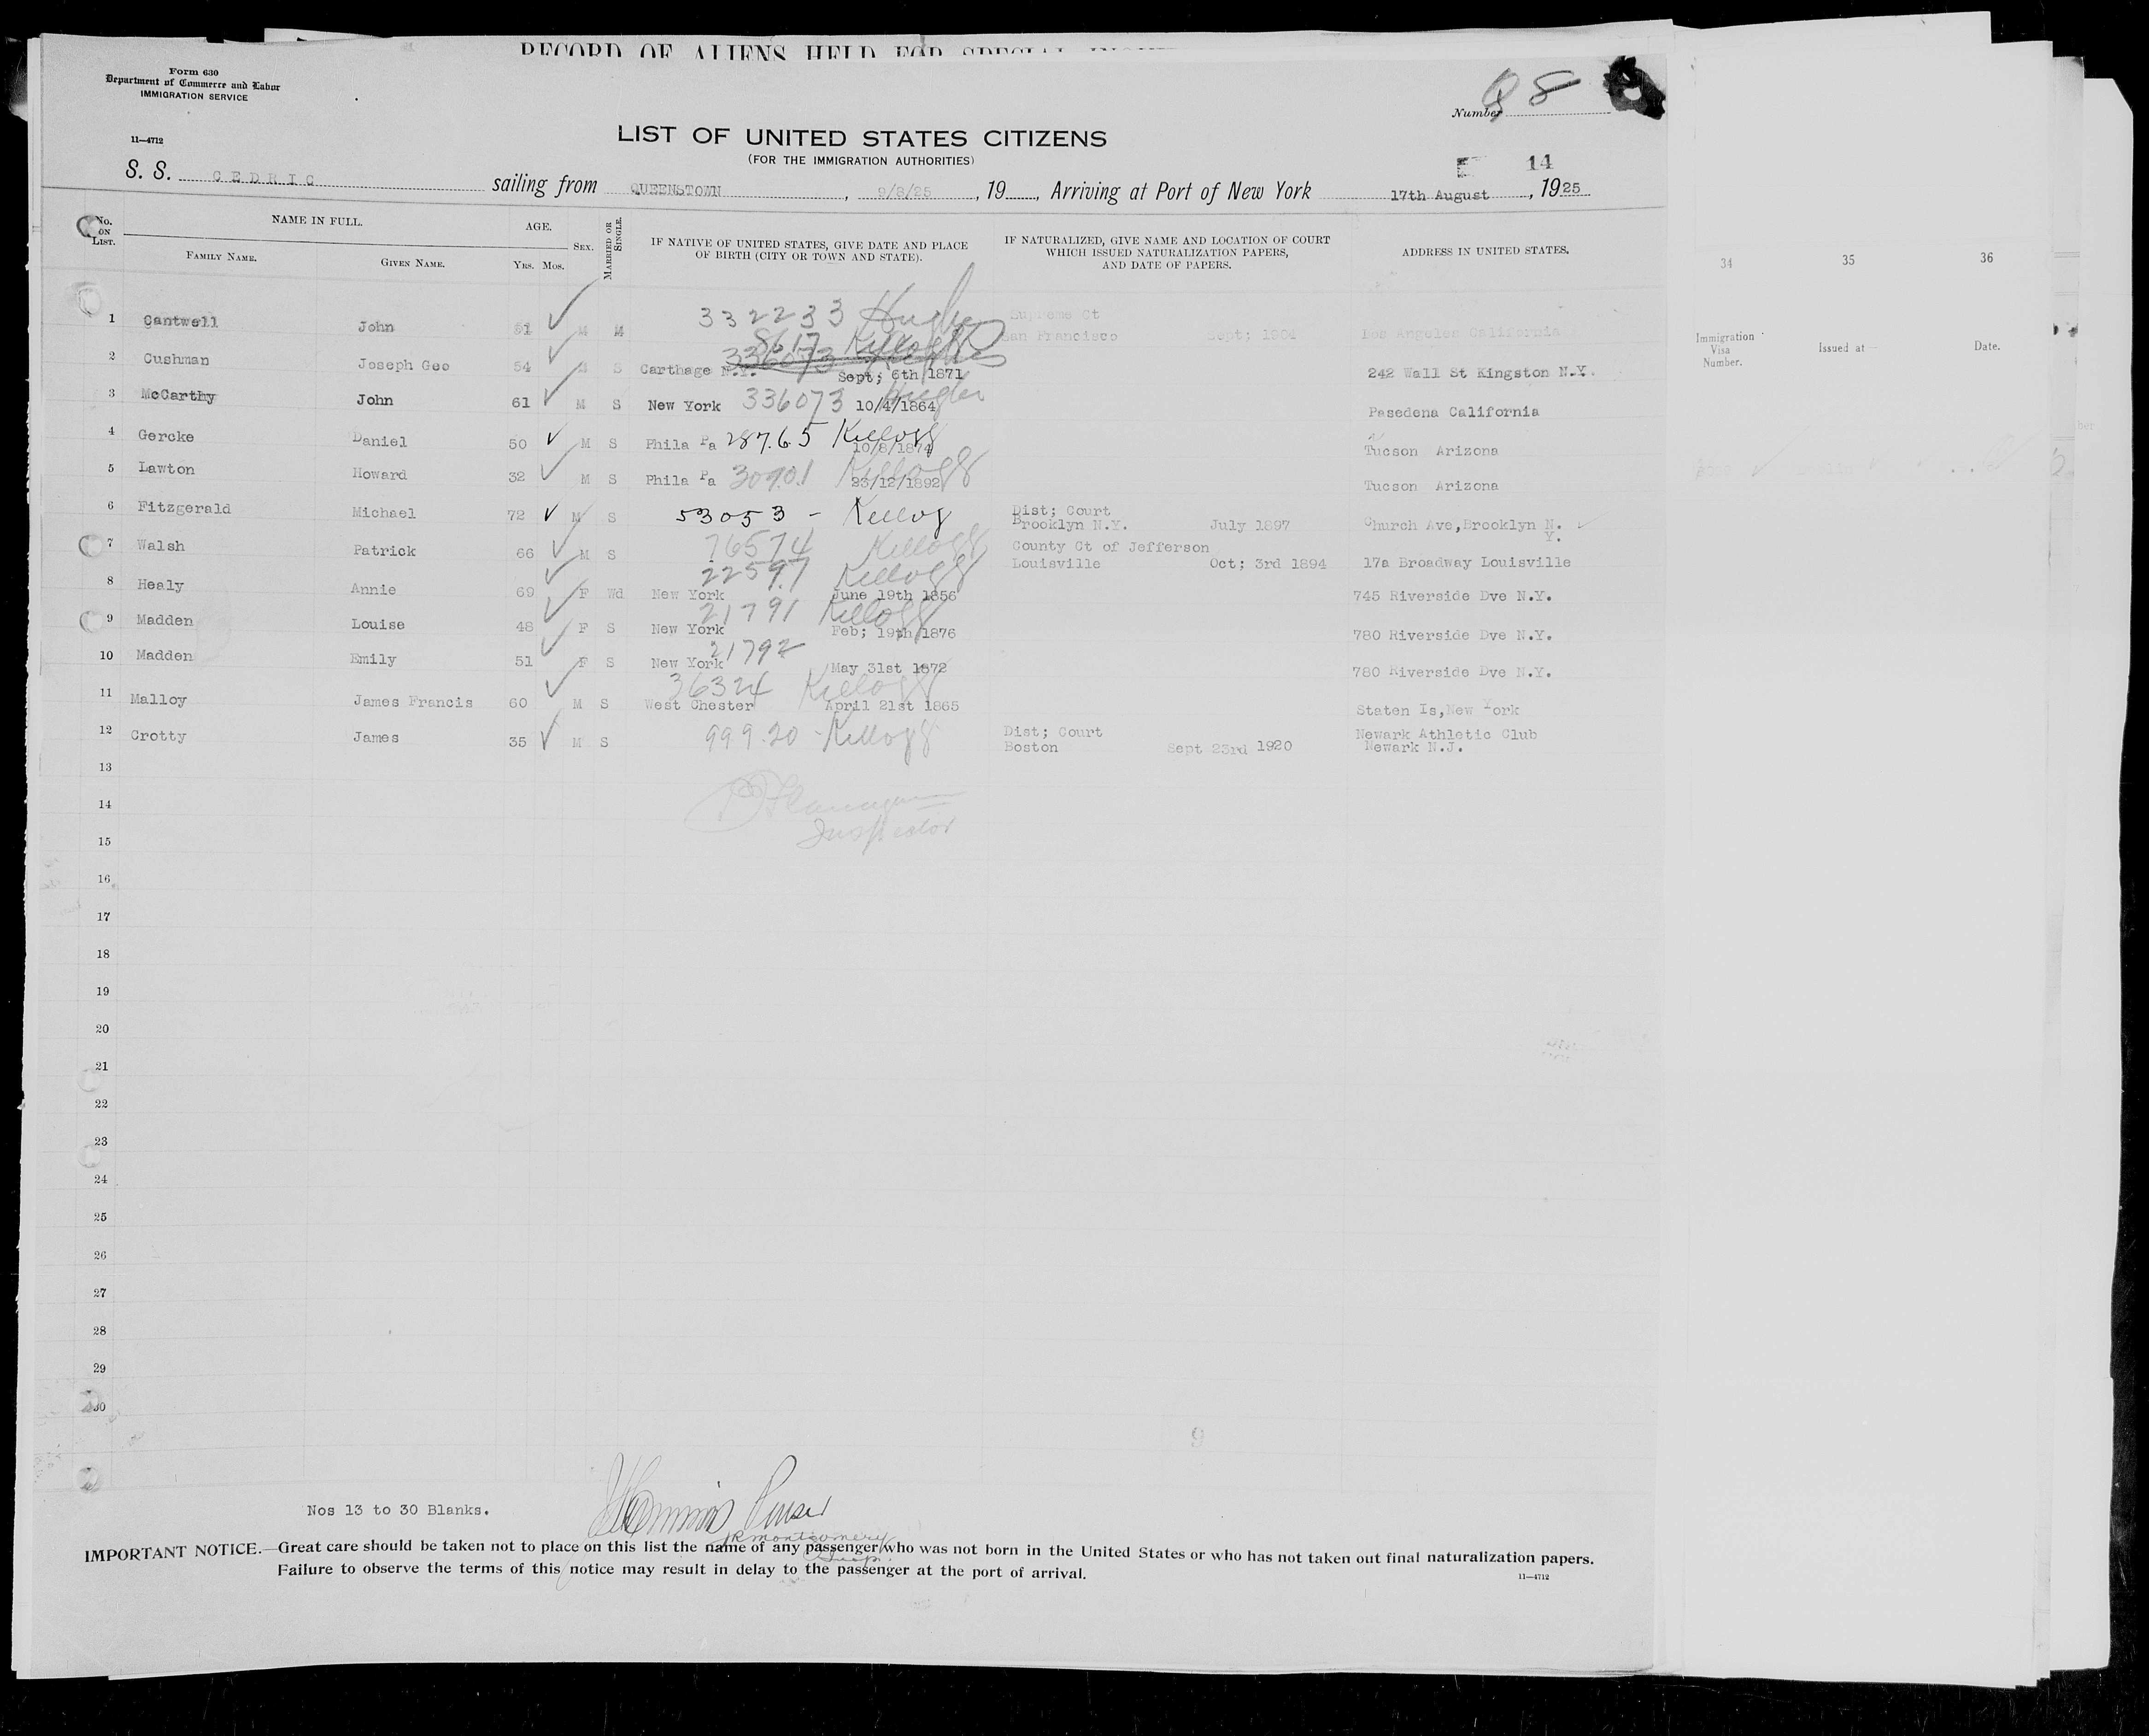 RECORD OF ALIENS HELD FOR SPECIAL
Form 630
Department of Commerce and Labor
IMMIGRATION SERVICE
11—4712
Number 98
LIST OF UNITED STATES CITIZENS
(FOR THE IMMIGRATION AUTHORITIES)
14
S. S. CEDRIC sailing from QUEENSTOWN, 9/8/25, 19, Arriving at Port of New York 17th August, 1925
No. ON LIST. NAME IN FULL. FAMILY NAME. GIVEN NAME. AGE. YRS. MOS. SEX. MARRIED OR SINGLE. IF NATIVE OF UNITED STATES, GIVE DATE AND PLACE OF BIRTH (CITY OR TOWN AND STATE). IF NATURALIZED, GIVE NAME AND LOCATION OF COURT WHICH ISSUED NATURALIZATION PAPERS, AND DATE OF PAPERS. ADDRESS IN UNITED STATES.
34 35 36
Immigration Visa Number. Issued at— Date.
1 Cantwell John 51 M M 332233 Supreme Ct San Francisco Sept; 1904 Los Angeles California
2 Cushman Joseph Geo 54 M S 8617 Kellogg 336073 Carthage N.Y. Sept; 6th 1871 242 Wall St Kingston N.Y.
3 McCarthy John 61 M S New York 336073 10/4/1864 Pasedena California
4 Gercke Daniel 50 M S Phila Pa 28765 Kellogg 10/8/1874 Tucson Arizona
5 Lawton Howard 32 M S Phila Pa 30901 Kellogg 23/12/1892 Tucson Arizona
6 Fitzgerald Michael 72 M S 53053 - Kellog Dist; Court Brooklyn N.Y. July 1897 Church Ave,Brooklyn N.Y.
7 Walsh Patrick 66 M S 76574 Kellogg County Ct of Jefferson Louisville Oct; 3rd 1894 17a Broadway Louisville
8 Healy Annie 69 F Wd 22597 Kellogg New York June 19th 1856 745 Riverside Dve N.Y.
9 Madden Louise 48 F S 21791 Kellogg New York Feb; 19th 1876 780 Riverside Dve N.Y.
10 Madden Emily 51 F S 21792 New York May 31st 1872 780 Riverside Dve N.Y.
11 Malloy James Francis 60 M S 36324 Kellogg West Chester April 21st 1865 Staten Is,New York
12 Crotty James 35 M S 999.20 - Kellogg Dist; Court Boston Sept 23rd 1920 Newark Athletic Club Newark N.J.
13
14 Flanagan
15 Inspector
16
17
18
19
20
21
22
23
24
25
26
27
28
29
30
9
Nos 13 to 30 Blanks.
Purser
JR Montgomery
Insp.
IMPORTANT NOTICE.—Great care should be taken not to place on this list the name of any passenger who was not born in the United States or who has not taken out final naturalization papers.
Failure to observe the terms of this notice may result in delay to the passenger at the port of arrival.
11—4712